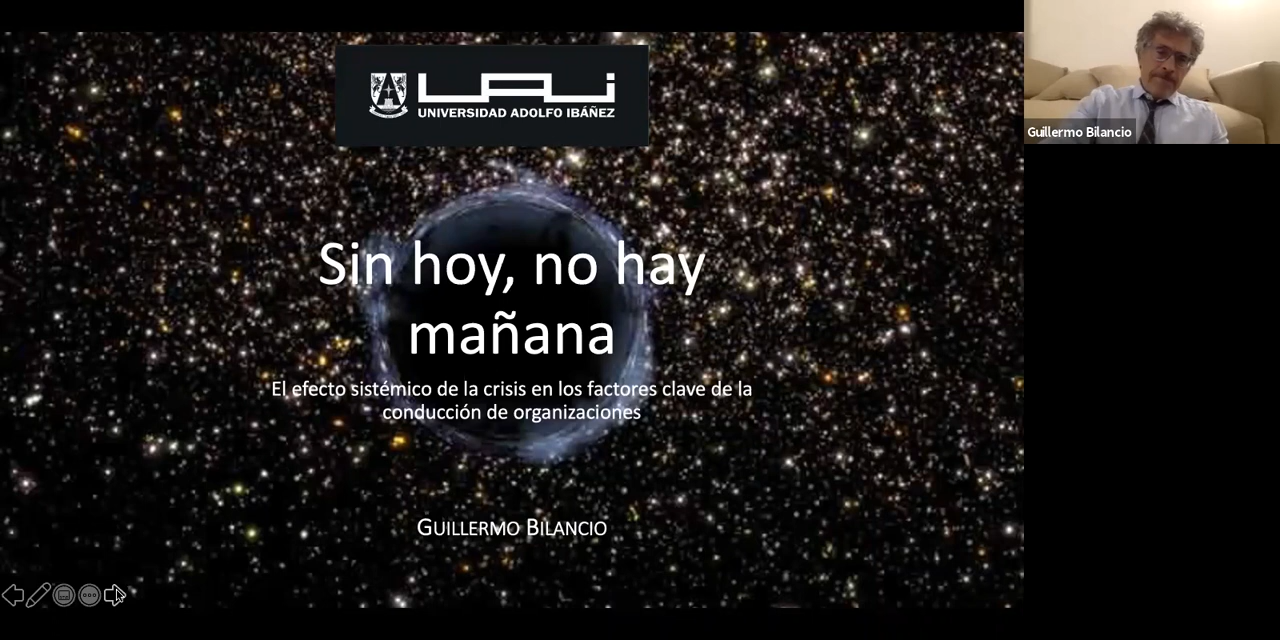 UAI
UNIVERSIDAD ADOLFO IBÁÑEZ
Sin hoy, no hay
mañana
El efecto sistémico de la crisis en los factores clave de la
conducción de organizaciones
GUILLERMO BILANCIO
Guillermo Bilancio